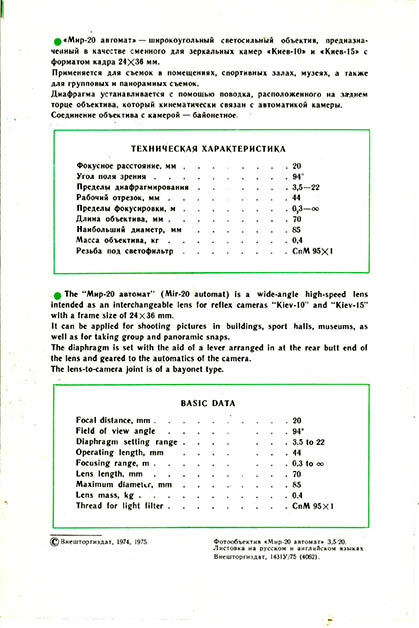 «Мир-20 автомат» — широкоугольный светосильный объектив, предназна-
ченный в качестве сменного для зеркальных камер «Киев-10» и «Киев-15» с
форматом кадра 24×36 мм.
Применяется для съемок в помещениях, спортивных залах, музеях, а также
для групповых и панорамных съемок.
Диафрагма устанавливается с помощью поводка, расположенного на заднем
торце объектива, который кинематически связан с автоматикой камеры.
Соединение объектива с камерой — байонетное.
ТЕХНИЧЕСКАЯ ХАРАКТЕРИСТИКА
Фокусное расстояние, мм . . . . . . . 20
Угол поля зрения . . . . . . . . 94°
Пределы диафрагмирования . . . . . . 3,5—22
Рабочий отрезок, мм . . . . . . . 44
Пределы фокусировки, м . . . . . . . 0,3—∞
Длина объектива, мм . . . . . . . . 70
Наибольший диаметр, мм . . . . . . . 85
Масса объектива, кг . . . . . . . . 0,4
Резьба под светофильтр . . . . . . . СпМ 95×1
The "Мир-20 автомат" (Mir-20 automat) is a wide-angle high-speed lens
intended as an interchangeable lens for reflex cameras "Kiev-10" and "Kiev-15"
with a frame size of 24×36 mm.
It can be applied for shooting pictures in buildings, sport halls, museums, as
well as for taking group and panoramic snaps.
The diaphragm is set with the aid of a lever arranged in at the rear butt end of
the lens and geared to the automatics of the camera.
The lens-to-camera joint is of a bayonet type.
BASIC DATA
Focal distance, mm . . . . . . . . 20
Field of view angle . . . . . . . 94°
Diaphragm setting range . . . . . . 3.5 to 22
Operating length, mm . . . . . . . 44
Focusing range, m . . . . . . . . 0.3 to ∞
Lens length, mm . . . . . . . . 70
Maximum diameter, mm . . . . . . . 85
Lens mass, kg . . . . . . . . . 0.4
Thread for light filter . . . . . . . СпМ 95×1
© Внешторгиздат, 1974, 1975.
Фотообъектив «Мир-20 автомат» 3,5/20.
Листовка на русском и английском языках
Внешторгиздат, 1431У/75 (4062).